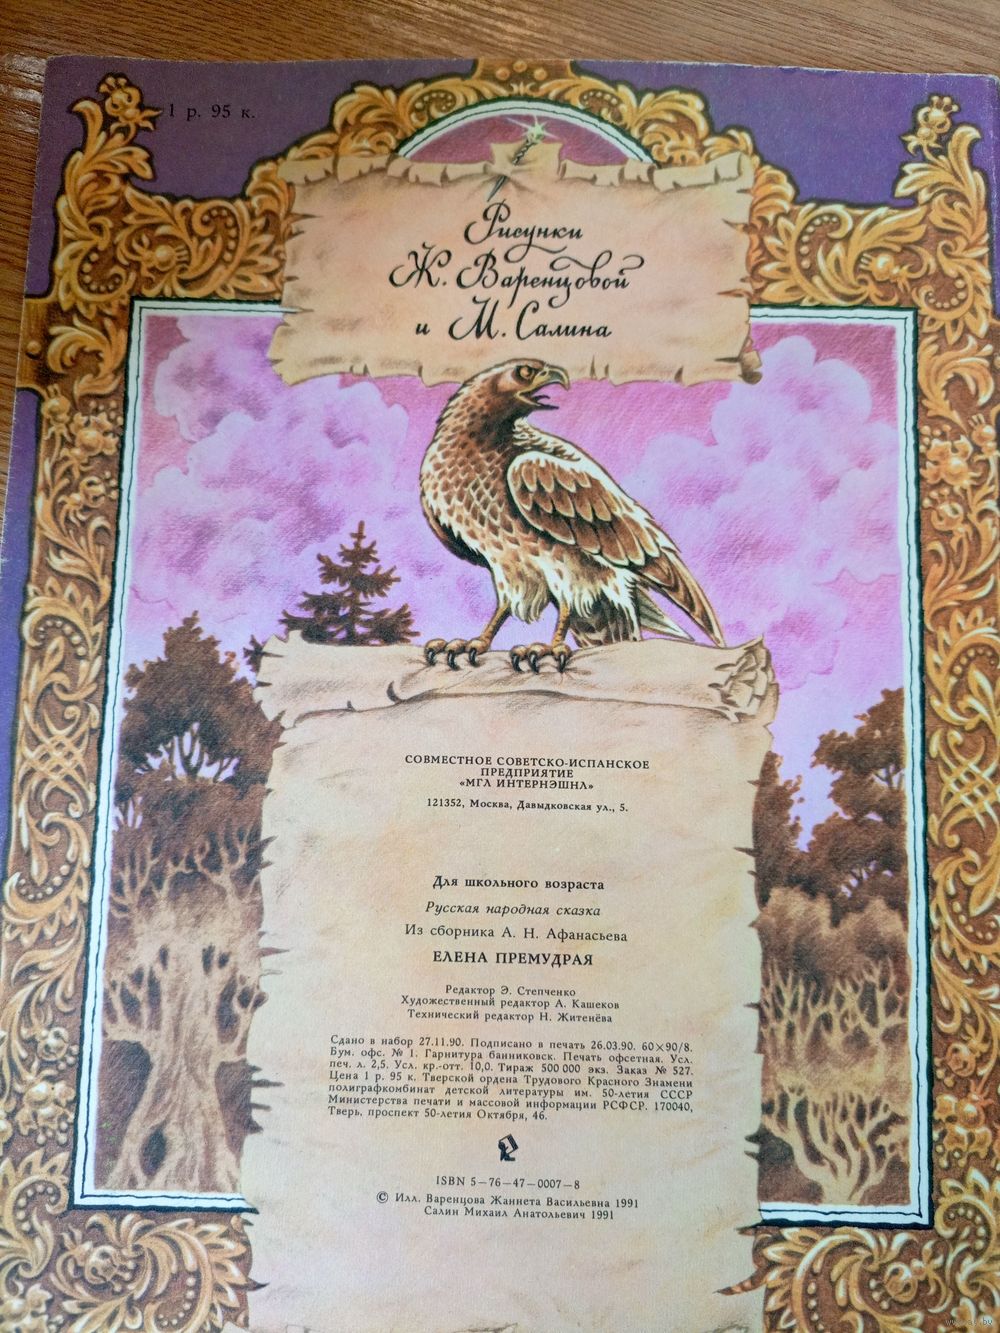 1 р. 95 к.
Рисунки
Ж. Варенцовой
и М. Салина
СОВМЕСТНОЕ СОВЕТСКО-ИСПАНСКОЕ
ПРЕДПРИЯТИЕ
«МГЛ ИНТЕРНЭШНЛ»
121352, Москва, Давыдковская ул., 5.
Для школьного возраста
Русская народная сказка
Из сборника А. Н. Афанасьева
ЕЛЕНА ПРЕМУДРАЯ
Редактор Э. Степченко
Художественный редактор А. Кашеков
Технический редактор Н. Житенёва
Сдано в набор 27.11.90. Подписано в печать 26.03.90. 60×90/8.
Бум. офс. № 1. Гарнитура банниковск. Печать офсетная. Усл.
печ. л. 2,5. Усл. кр.-отт. 10,0. Тираж 500 000 экз. Заказ № 527.
Цена 1 р. 95 к. Тверской ордена Трудового Красного Знамени
полиграфкомбинат детской литературы им. 50-летия СССР
Министерства печати и массовой информации РСФСР. 170040,
Тверь, проспект 50-летия Октября, 46.
ISBN 5—76—47—0007—8
© Илл. Варенцова Жаннета Васильевна 1991
Салин Михаил Анатольевич 1991